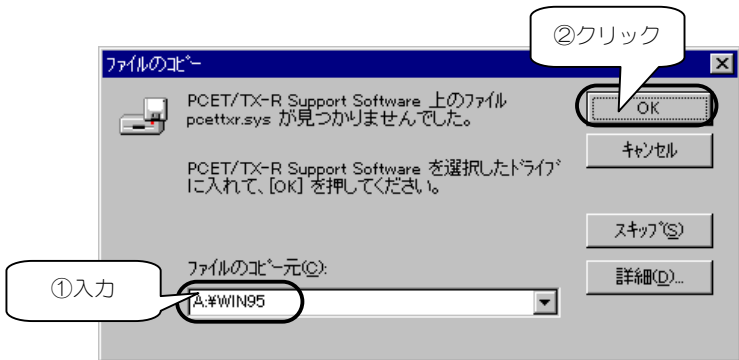 ②クリック
ファイルのコピー
PCET/TX-R Support Software 上のファイル
pcettxr.sys が見つかりませんでした。
OK
キャンセル
PCET/TX-R Support Software を選択したドライブ
に入れて、[OK] を押してください。
スキップ(S)
ファイルのコピー元(C):
詳細(D)...
①入力
A:¥WIN95